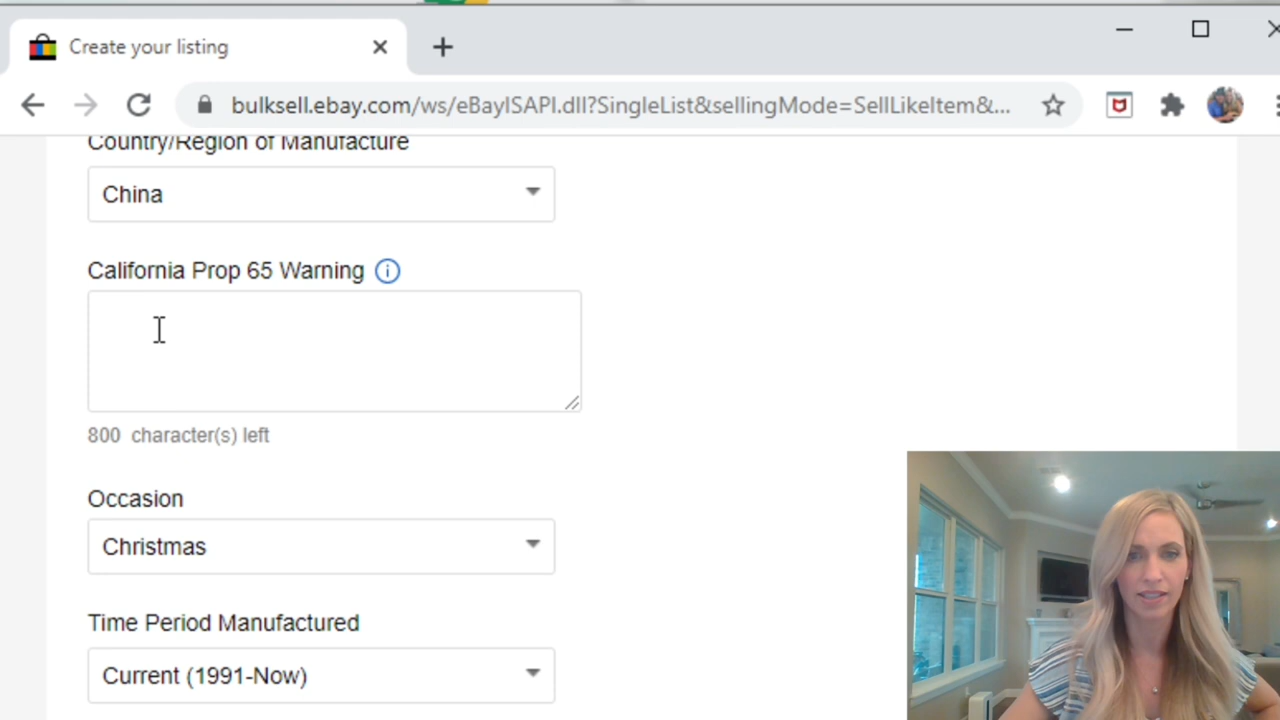 Create your listing
bulksell.ebay.com/ws/eBayISAPI.dll?SingleList&sellingMode=SellLikeItem&...
Country/Region of Manufacture
China
California Prop 65 Warning
800 character(s) left
Occasion
Christmas
Time Period Manufactured
Current (1991-Now)